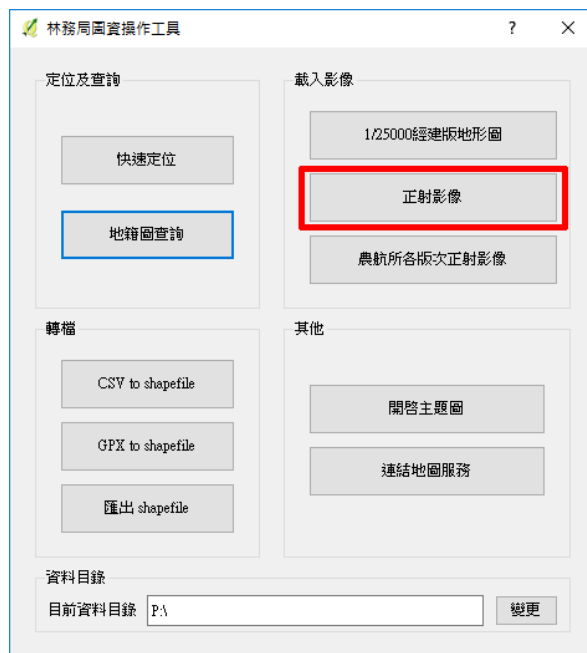 林務局圖資操作工具
定位及查詢
快速定位
地籍圖查詢
載入影像
1/25000經建版地形圖
正射影像
農航所各版次正射影像
轉檔
CSV to shapefile
GPX to shapefile
匯出 shapefile
其他
開啓主題圖
連結地圖服務
資料目錄
目前資料目錄 P:\ 變更